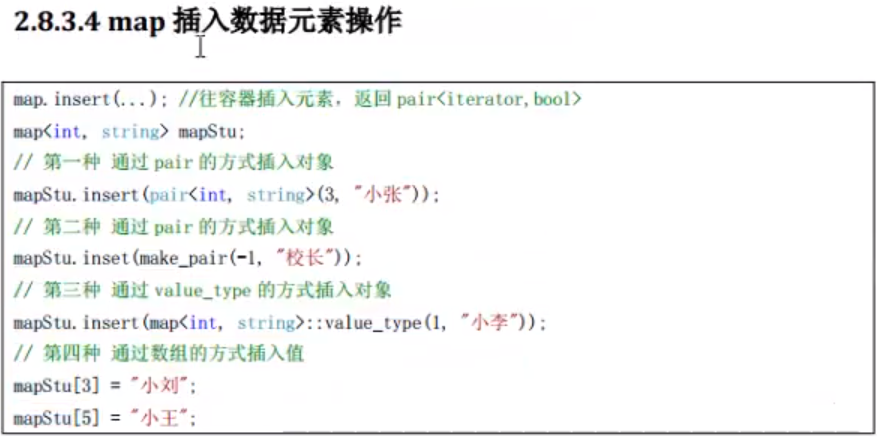 2.8.3.4 map 插入数据元素操作
map.insert(...); //往容器插入元素，返回 pair<iterator,bool>
map<int, string> mapStu;
// 第一种 通过 pair 的方式插入对象
mapStu.insert(pair<int, string>(3, "小张"));
// 第二种 通过 pair 的方式插入对象
mapStu.inset(make_pair(-1, "校长"));
// 第三种 通过 value_type 的方式插入对象
mapStu.insert(map<int, string>::value_type(1, "小李"));
// 第四种 通过数组的方式插入值
mapStu[3] = "小刘";
mapStu[5] = "小王";